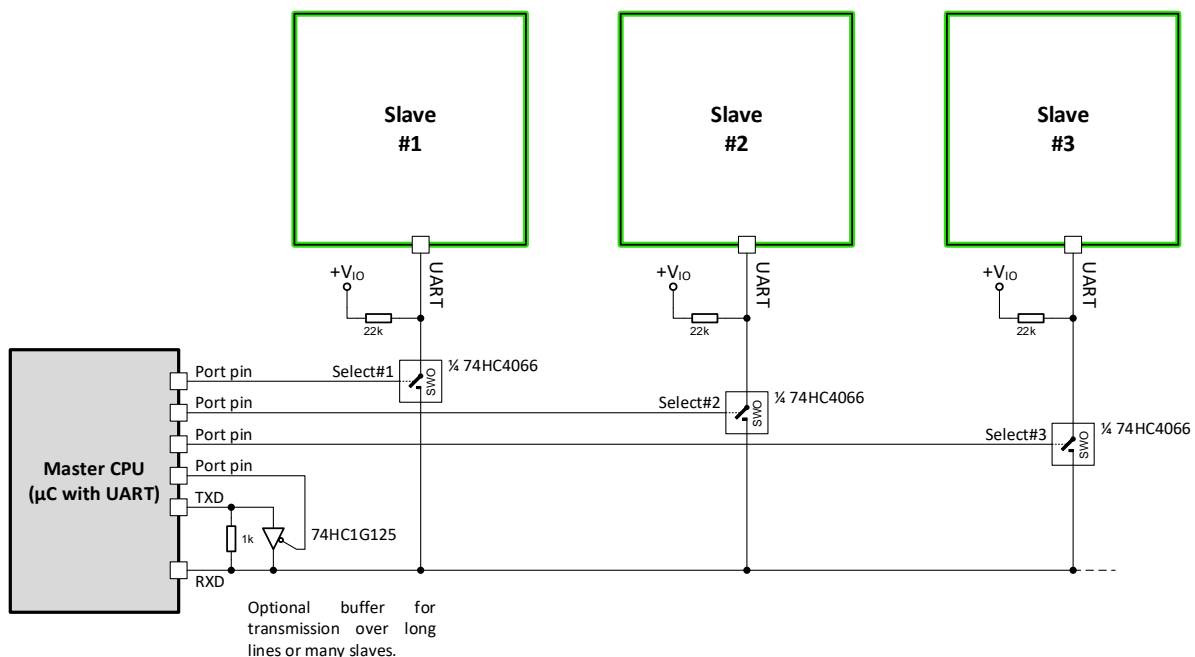 Slave
#1
Slave
#2
Slave
#3
+VIO
UART
22k
+VIO
UART
22k
+VIO
UART
22k
Port pin
Select#1
SWO
¼ 74HC4066
Port pin
Select#2
SWO
¼ 74HC4066
Port pin
Select#3
SWO
¼ 74HC4066
Master CPU
(µC with UART)
Port pin
TXD
1k
74HC1G125
RXD
Optional buffer for
transmission over long
lines or many slaves.